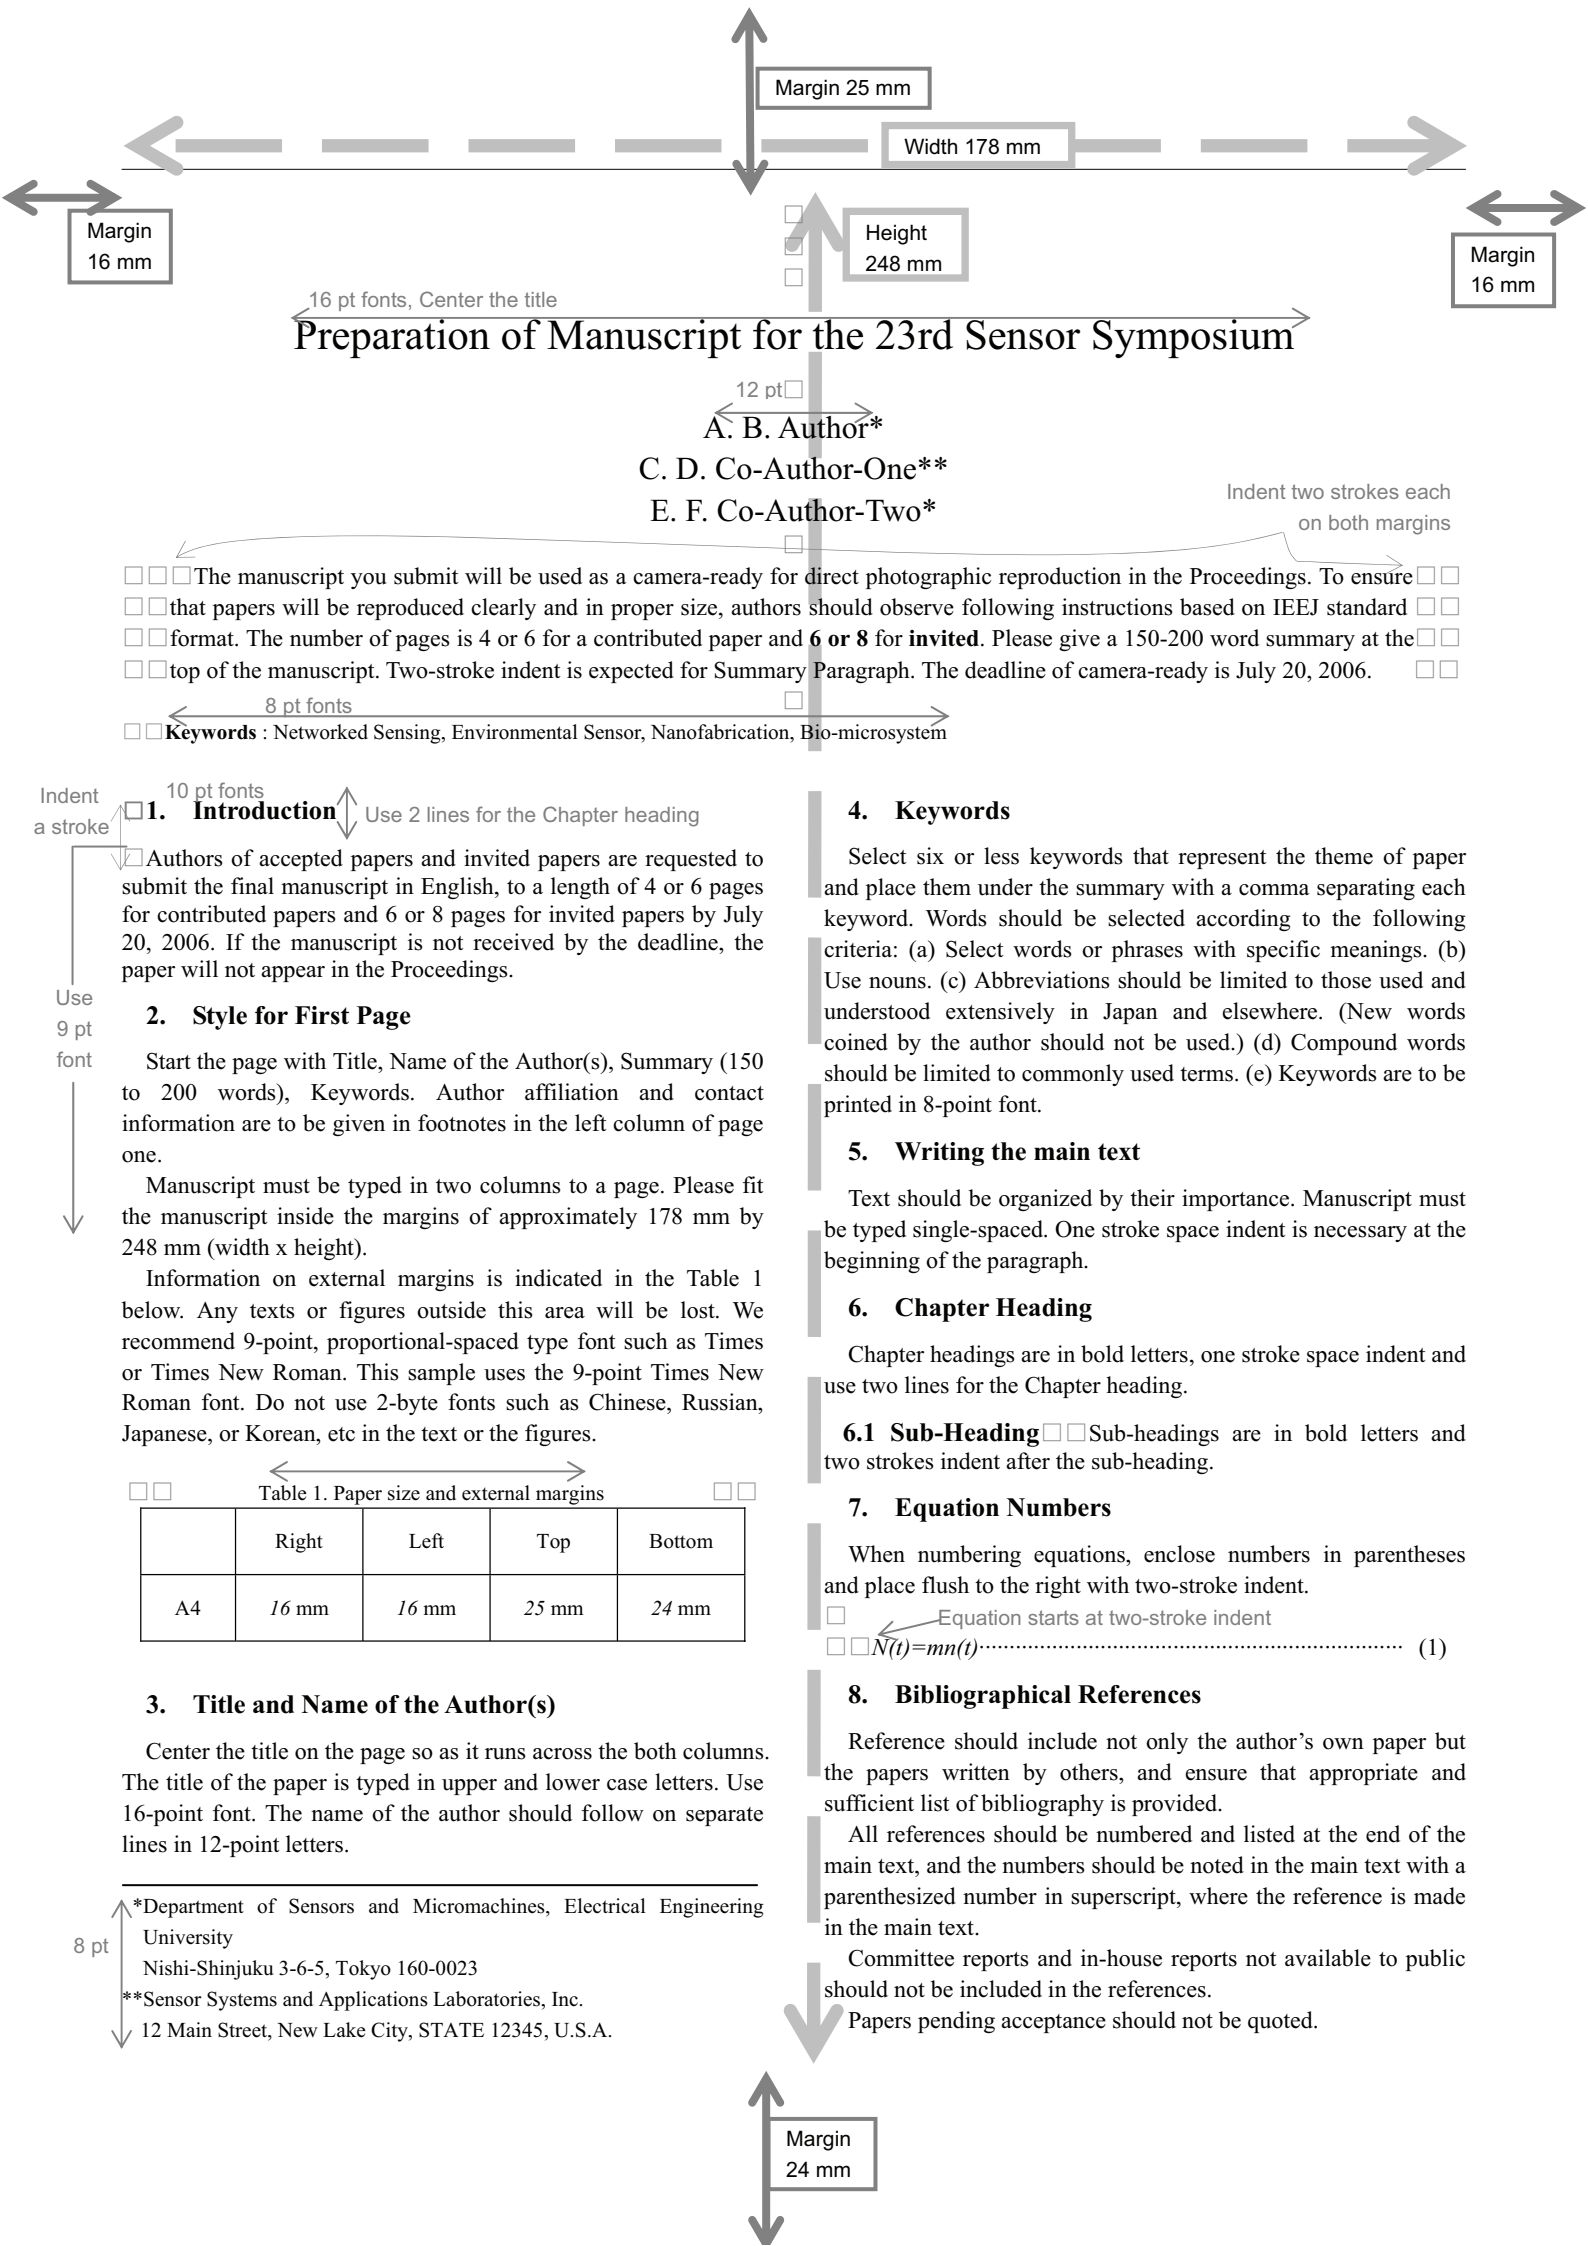 Margin 25 mm
Width 178 mm
Margin
16 mm
Height
248 mm
Margin
16 mm
16 pt fonts, Center the title
Preparation of Manuscript for the 23rd Sensor Symposium
12 pt□
A. B. Author*
C. D. Co-Author-One**
E. F. Co-Author-Two*
Indent two strokes each
on both margins
□□□The manuscript you submit will be used as a camera-ready for direct photographic reproduction in the Proceedings. To ensure□□
□□that papers will be reproduced clearly and in proper size, authors should observe following instructions based on IEEJ standard □□
□□format. The number of pages is 4 or 6 for a contributed paper and 6 or 8 for invited. Please give a 150-200 word summary at the□□
□□top of the manuscript. Two-stroke indent is expected for Summary Paragraph. The deadline of camera-ready is July 20, 2006. □□
8 pt fonts
□□Keywords : Networked Sensing, Environmental Sensor, Nanofabrication, Bio-microsystem
Indent
a stroke
10 pt fonts
□1. Introduction
Use 2 lines for the Chapter heading
□Authors of accepted papers and invited papers are requested to
submit the final manuscript in English, to a length of 4 or 6 pages
for contributed papers and 6 or 8 pages for invited papers by July
20, 2006. If the manuscript is not received by the deadline, the
paper will not appear in the Proceedings.
Use
9 pt
font
2. Style for First Page
Start the page with Title, Name of the Author(s), Summary (150
to 200 words), Keywords. Author affiliation and contact
information are to be given in footnotes in the left column of page
one.
Manuscript must be typed in two columns to a page. Please fit
the manuscript inside the margins of approximately 178 mm by
248 mm (width x height).
Information on external margins is indicated in the Table 1
below. Any texts or figures outside this area will be lost. We
recommend 9-point, proportional-spaced type font such as Times
or Times New Roman. This sample uses the 9-point Times New
Roman font. Do not use 2-byte fonts such as Chinese, Russian,
Japanese, or Korean, etc in the text or the figures.
□□ Table 1. Paper size and external margins □□
Right Left Top Bottom
A4 16 mm 16 mm 25 mm 24 mm
3. Title and Name of the Author(s)
Center the title on the page so as it runs across the both columns.
The title of the paper is typed in upper and lower case letters. Use
16-point font. The name of the author should follow on separate
lines in 12-point letters.
8 pt
*Department of Sensors and Micromachines, Electrical Engineering
University
Nishi-Shinjuku 3-6-5, Tokyo 160-0023
**Sensor Systems and Applications Laboratories, Inc.
12 Main Street, New Lake City, STATE 12345, U.S.A.
4. Keywords
Select six or less keywords that represent the theme of paper
and place them under the summary with a comma separating each
keyword. Words should be selected according to the following
criteria: (a) Select words or phrases with specific meanings. (b)
Use nouns. (c) Abbreviations should be limited to those used and
understood extensively in Japan and elsewhere. (New words
coined by the author should not be used.) (d) Compound words
should be limited to commonly used terms. (e) Keywords are to be
printed in 8-point font.
5. Writing the main text
Text should be organized by their importance. Manuscript must
be typed single-spaced. One stroke space indent is necessary at the
beginning of the paragraph.
6. Chapter Heading
Chapter headings are in bold letters, one stroke space indent and
use two lines for the Chapter heading.
6.1 Sub-Heading□□Sub-headings are in bold letters and
two strokes indent after the sub-heading.
7. Equation Numbers
When numbering equations, enclose numbers in parentheses
and place flush to the right with two-stroke indent.
□ Equation starts at two-stroke indent
□□N(t)=mn(t)······································································ (1)
8. Bibliographical References
Reference should include not only the author’s own paper but
the papers written by others, and ensure that appropriate and
sufficient list of bibliography is provided.
All references should be numbered and listed at the end of the
main text, and the numbers should be noted in the main text with a
parenthesized number in superscript, where the reference is made
in the main text.
Committee reports and in-house reports not available to public
should not be included in the references.
Papers pending acceptance should not be quoted.
Margin
24 mm